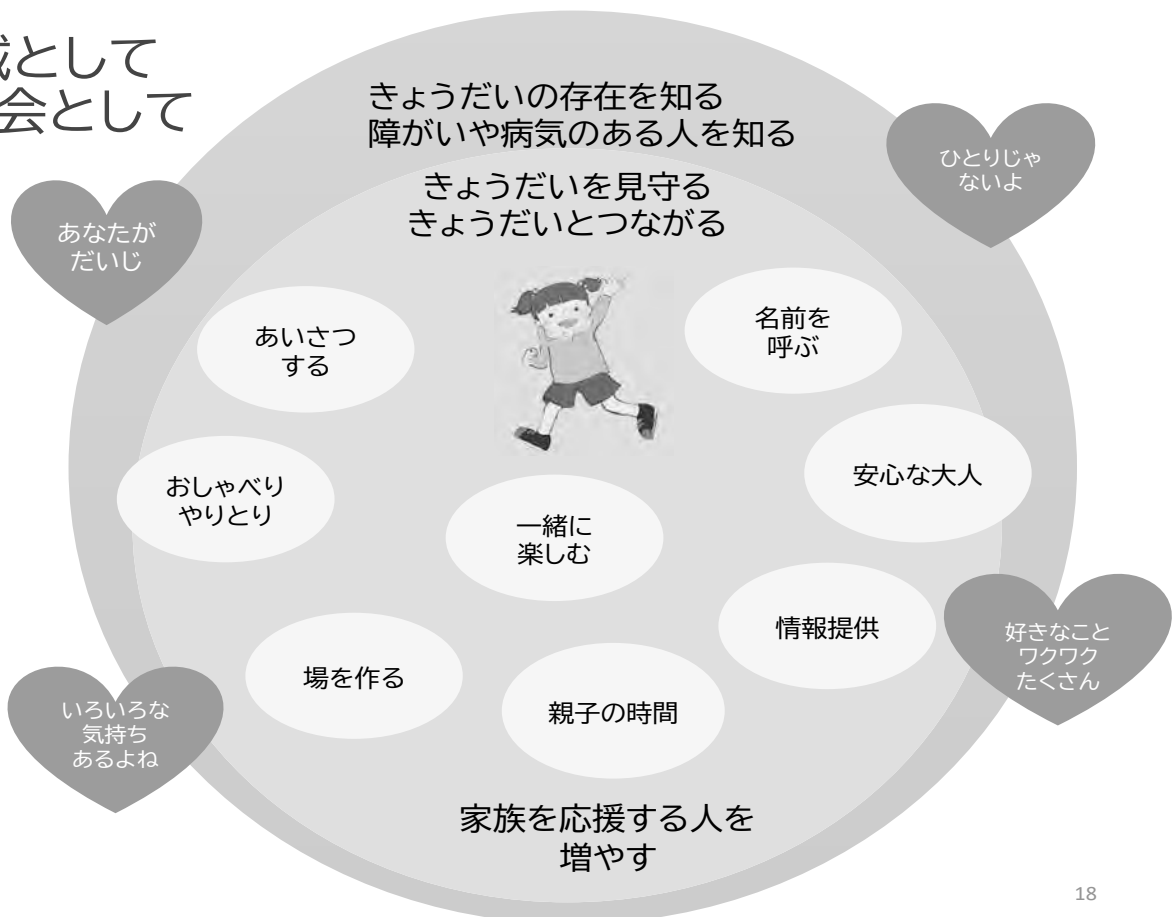 として
会として
きょうだいの存在を知る
障がいや病気のある人を知る
ひとりじゃ
ないよ
きょうだいを見守る
きょうだいとつながる
あなたが
だいじ
名前を
呼ぶ
あいさつ
する
安心な大人
おしゃべり
やりとり
一緒に
楽しむ
情報提供
好きなこと
ワクワク
たくさん
場を作る
親子の時間
いろいろな
気持ち
あるよね
家族を応援する人を
増やす
18